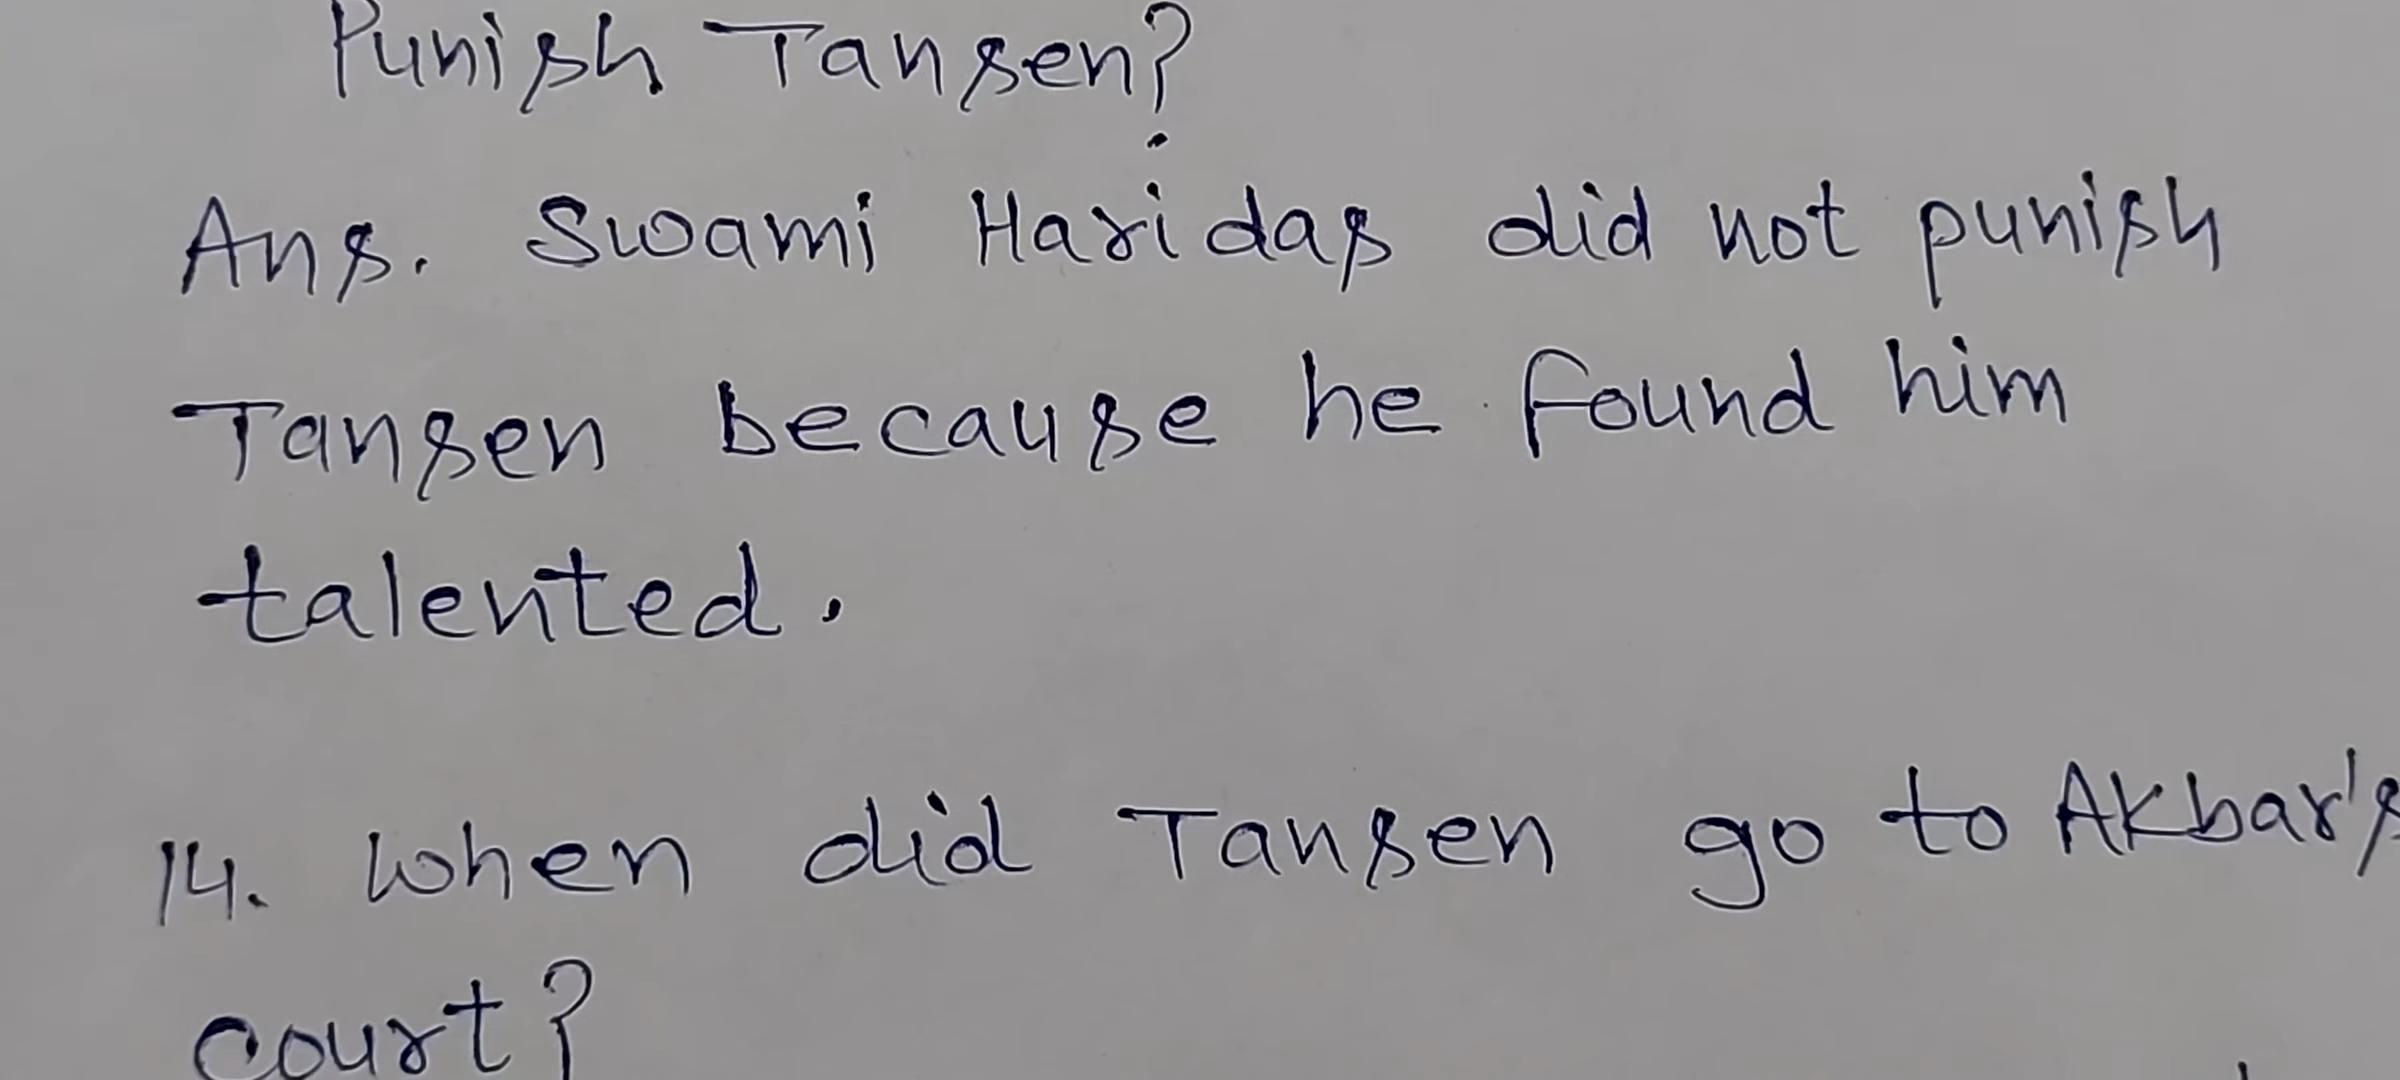 Punish Tansen?
Ans. Swami Haridas did not punish
Tansen because he found him
talented.
14. When did Tansen go to Akbar's
court?